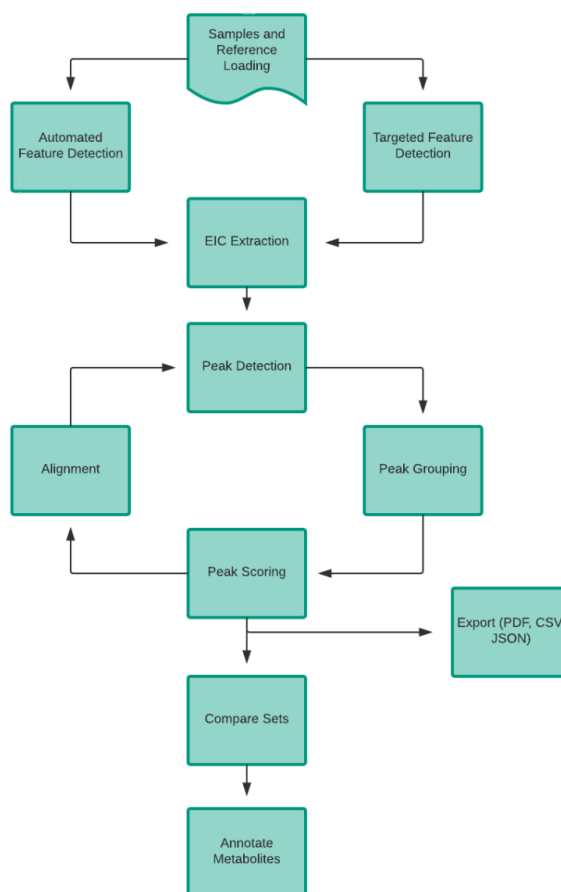 Samples and
Reference
Loading
Automated
Feature Detection
Targeted Feature
Detection
EIC Extraction
Peak Detection
Alignment
Peak Grouping
Peak Scoring
Export (PDF, CSV
JSON)
Compare Sets
Annotate
Metabolites